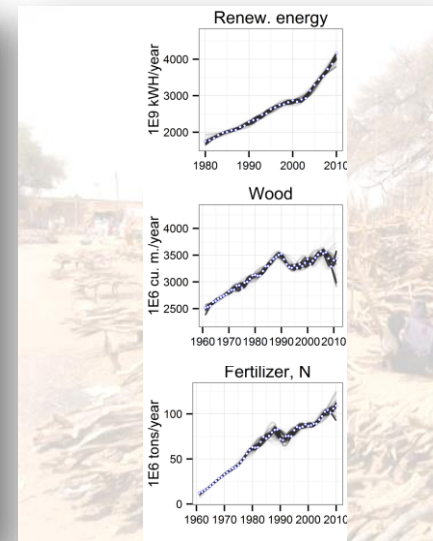 Renew. energy
1E9 kWH/year
4000
3000
2000
1980 1990 2000 2010
Wood
1E6 cu. m./year
4000
3500
3000
2500
1960 1970 1980 1990 2000 2010
Fertilizer, N
1E6 tons/year
100
50
0
1960 1970 1980 1990 2000 2010